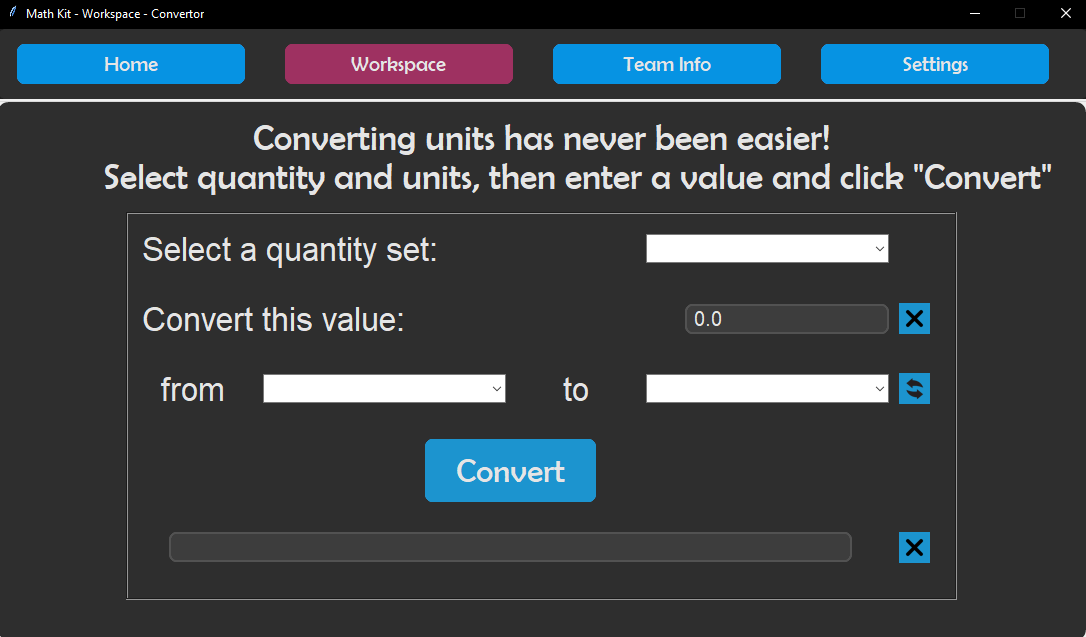 Math Kit - Workspace - Convertor
Home Workspace Team Info Settings
Converting units has never been easier!
Select quantity and units, then enter a value and click "Convert"
Select a quantity set:
Convert this value: 0.0
from to
Convert